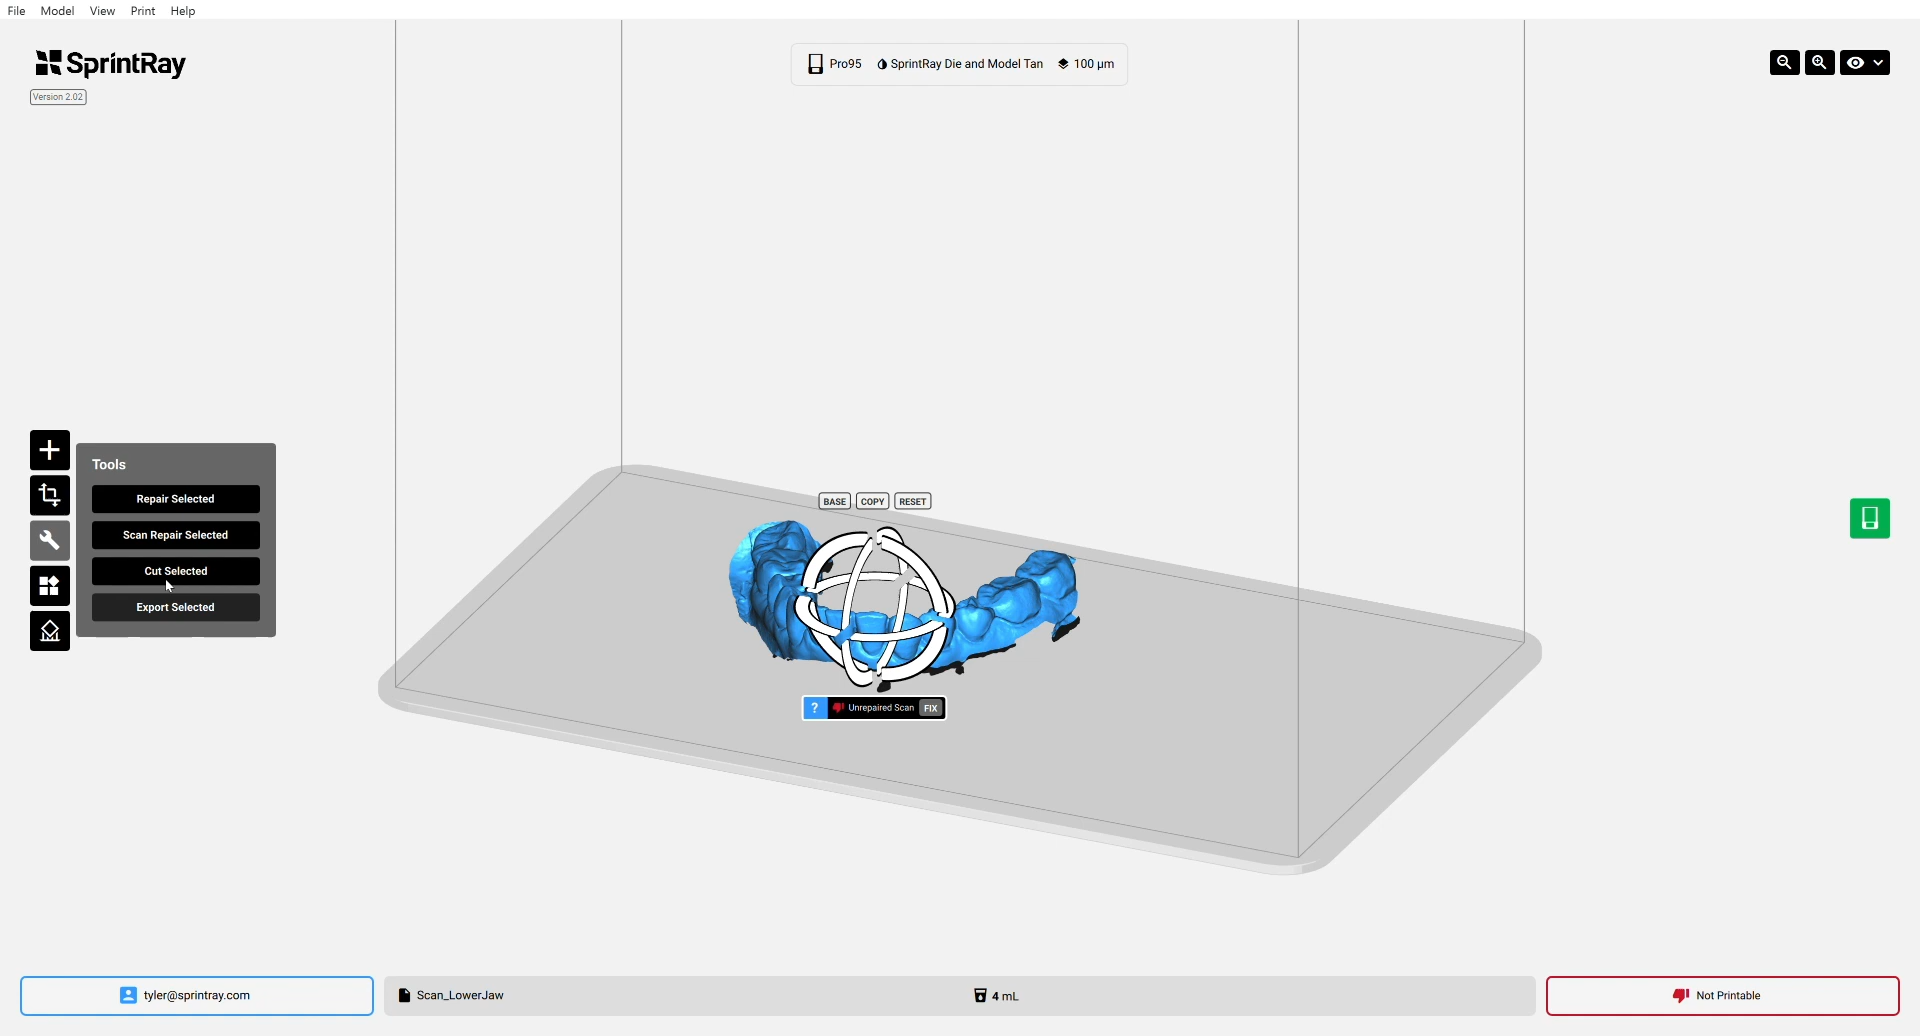 File Model View Print Help
SprintRay
Version 2.02
Pro95 SprintRay Die and Model Tan 100 µm
Tools
Repair Selected
Scan Repair Selected
Cut Selected
Export Selected
BASE COPY RESET
? Unrepaired Scan FIX
tyler@sprintray.com
Scan_LowerJaw
4 mL
Not Printable